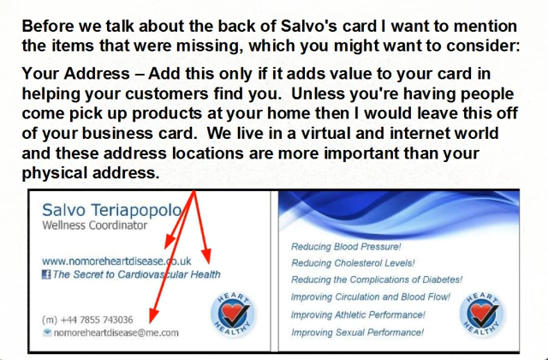 Before we talk about the back of Salvo's card I want to mention
the items that were missing, which you might want to consider:
Your Address – Add this only if it adds value to your card in
helping your customers find you.  Unless you're having people
come pick up products at your home then I would leave this off
of your business card.  We live in a virtual and internet world
and these address locations are more important than your
physical address.
Salvo Teriapopolo
Wellness Coordinator
www.nomoreheartdisease.co.uk
The Secret to Cardiovascular Health
(m) +44 7855 743036
nomoreheartdisease@me.com
HEART
HEALTHY
Reducing Blood Pressure!
Reducing Cholesterol Levels!
Reducing the Complications of Diabetes!
Improving Circulation and Blood Flow!
Improving Athletic Performance!
Improving Sexual Performance!
HEART
HEALTHY